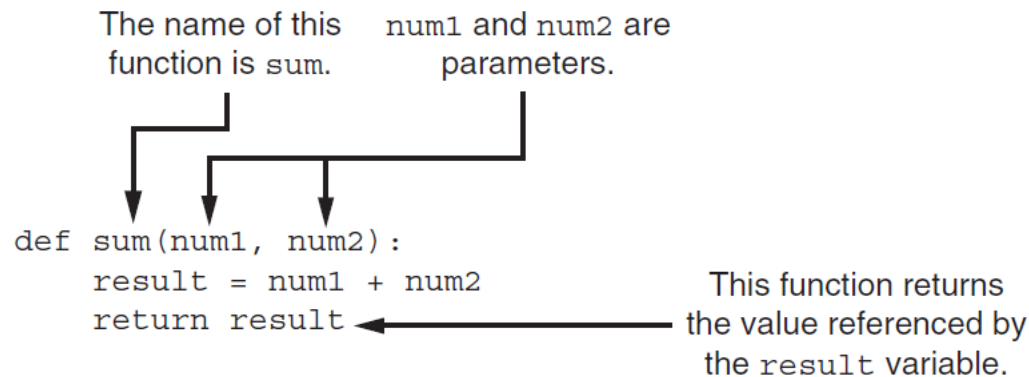 The name of this
function is sum.
num1 and num2 are
parameters.
def sum(num1, num2):
    result = num1 + num2
    return result
This function returns
the value referenced by
the result variable.